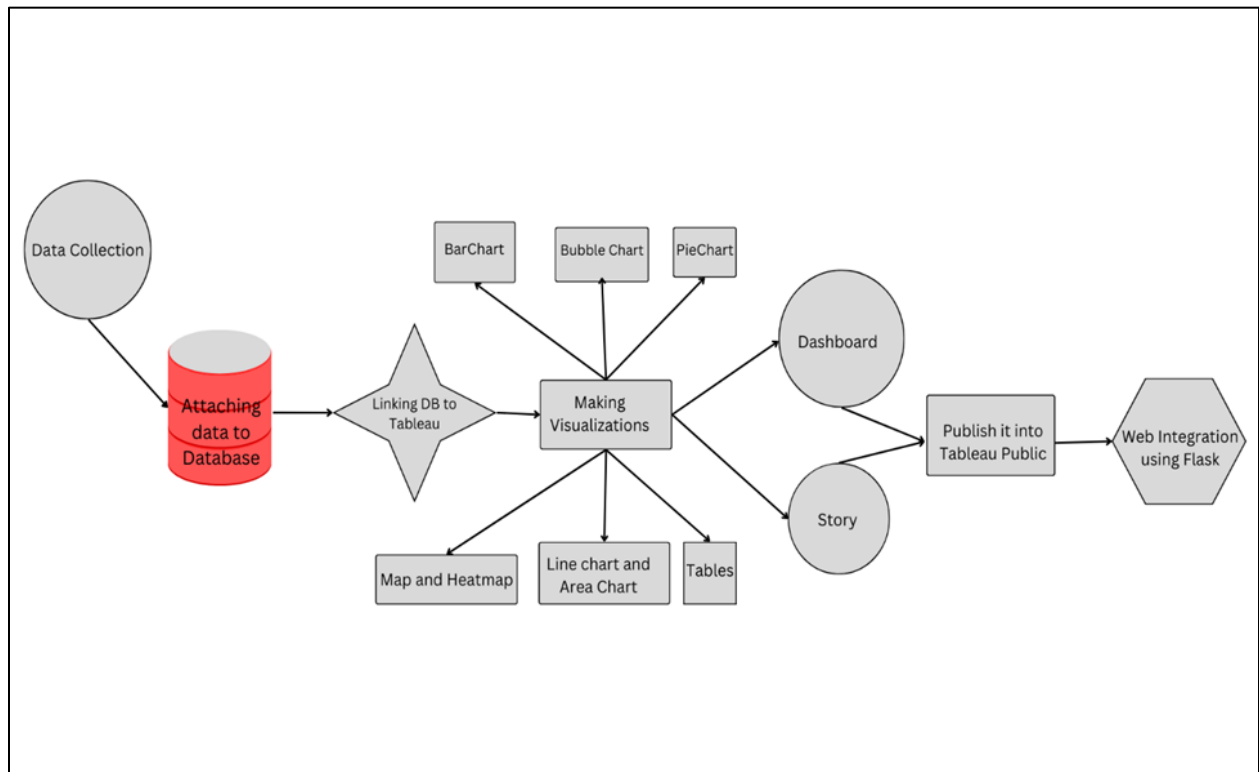 Data Collection
Attaching
data to
Database
Linking DB to
Tableau
BarChart
Bubble Chart
PieChart
Making
Visualizations
Map and Heatmap
Line chart and
Area Chart
Tables
Dashboard
Story
Publish it into
Tableau Public
Web Integration
using Flask